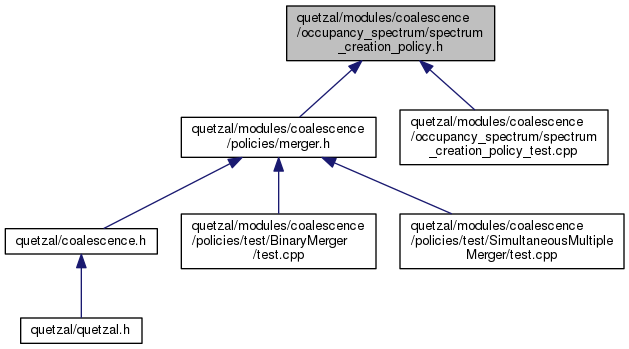 quetzal/modules/coalescence
/occupancy_spectrum/spectrum
_creation_policy.h
quetzal/modules/coalescence
/policies/merger.h
quetzal/modules/coalescence
/occupancy_spectrum/spectrum
_creation_policy_test.cpp
quetzal/coalescence.h
quetzal/modules/coalescence
/policies/test/BinaryMerger
/test.cpp
quetzal/modules/coalescence
/policies/test/SimultaneousMultiple
Merger/test.cpp
quetzal/quetzal.h